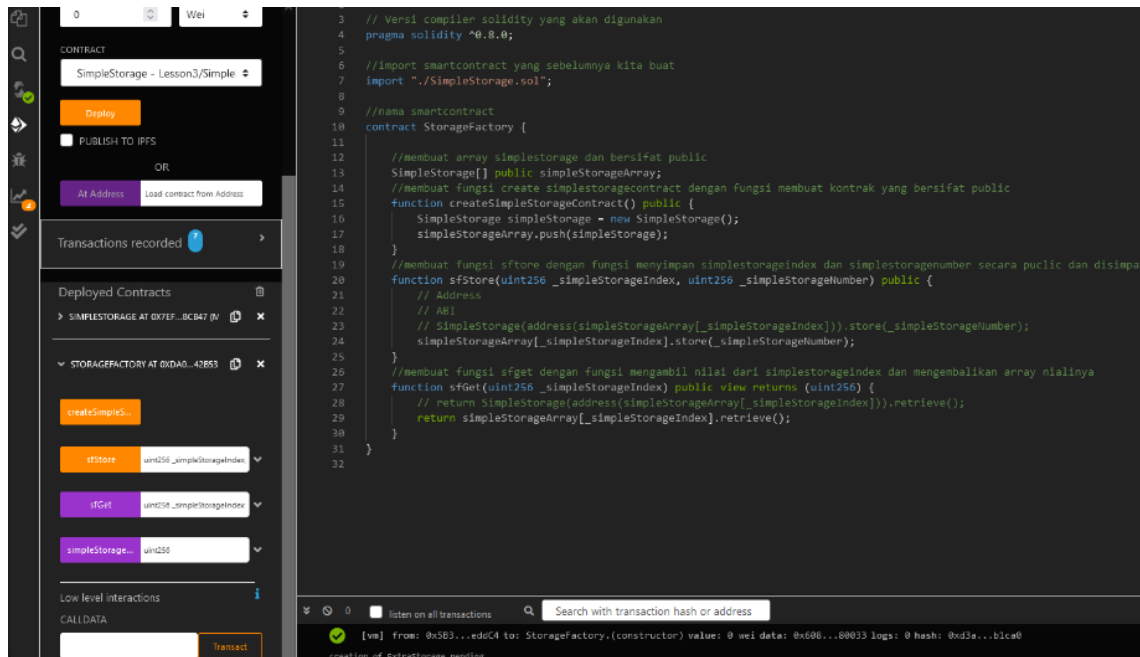 0
Wei
CONTRACT
SimpleStorage - Lesson3/Simple
Deploy
PUBLISH TO IPFS
OR
At Address Load contract from Address
Transactions recorded 7
Deployed Contracts
SIMPLESTORAGE AT 0X7EF...8CB47 (M
STORAGEFACTORY AT 0XDA0...42B53
createSimpleS...
sfStore uint256 _simpleStorageIndex,
sfGet uint256 _simpleStorageIndex
simpleStorage... uint256
Low level interactions
CALLDATA
Transact
3 // Versi compiler solidity yang akan digunakan
4 pragma solidity ^0.8.0;
5
6 //import smartcontract yang sebelumnya kita buat
7 import "./SimpleStorage.sol";
8
9 //nama smartcontract
10 contract StorageFactory {
11
12 //membuat array simplestorage dan bersifat public
13 SimpleStorage[] public simpleStorageArray;
14 //membuat fungsi create simplestoragecontract dengan fungsi membuat kontrak yang bersifat public
15 function createSimpleStorageContract() public {
16 SimpleStorage simpleStorage = new SimpleStorage();
17 simpleStorageArray.push(simpleStorage);
18 }
19 //membuat fungsi sftore dengan fungsi menyimpan simplestorageindex dan simplestoragenumber secara puclic dan disimpa
20 function sfStore(uint256 _simpleStorageIndex, uint256 _simpleStorageNumber) public {
21 // Address
22 // ABI
23 // SimpleStorage(address(simpleStorageArray[_simpleStorageIndex])).store(_simpleStorageNumber);
24 simpleStorageArray[_simpleStorageIndex].store(_simpleStorageNumber);
25 }
26 //membuat fungsi sfget dengan fungsi mengambil nilai dari simplestorageindex dan mengembalikan array nialinya
27 function sfGet(uint256 _simpleStorageIndex) public view returns (uint256) {
28 // return SimpleStorage(address(simpleStorageArray[_simpleStorageIndex])).retrieve();
29 return simpleStorageArray[_simpleStorageIndex].retrieve();
30 }
31 }
32
0 listen on all transactions Search with transaction hash or address
[vm] from: 0x5B3...eddC4 to: StorageFactory.(constructor) value: 0 wei data: 0x608...80033 logs: 0 hash: 0xd3a...b1ca0
creation of ExtraStorage pending